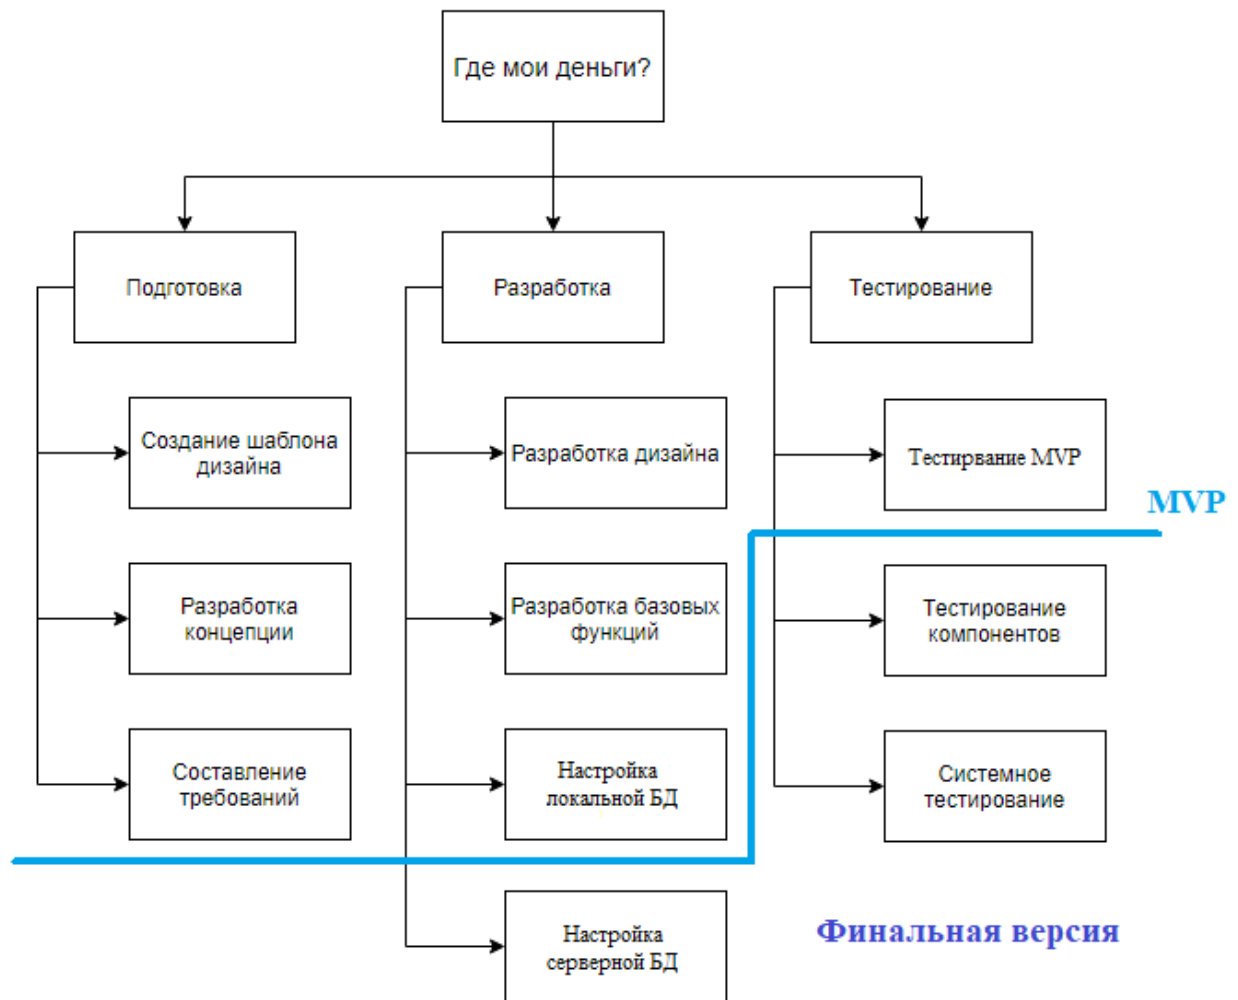 Где мои деньги?
Подготовка
Разработка
Тестирование
Создание шаблона
дизайна
Разработка дизайна
Тестирвание MVP
MVP
Разработка
концепции
Разработка базовых
функций
Тестирование
компонентов
Составление
требований
Настройка
локальной БД
Системное
тестирование
Настройка
серверной БД
Финальная версия